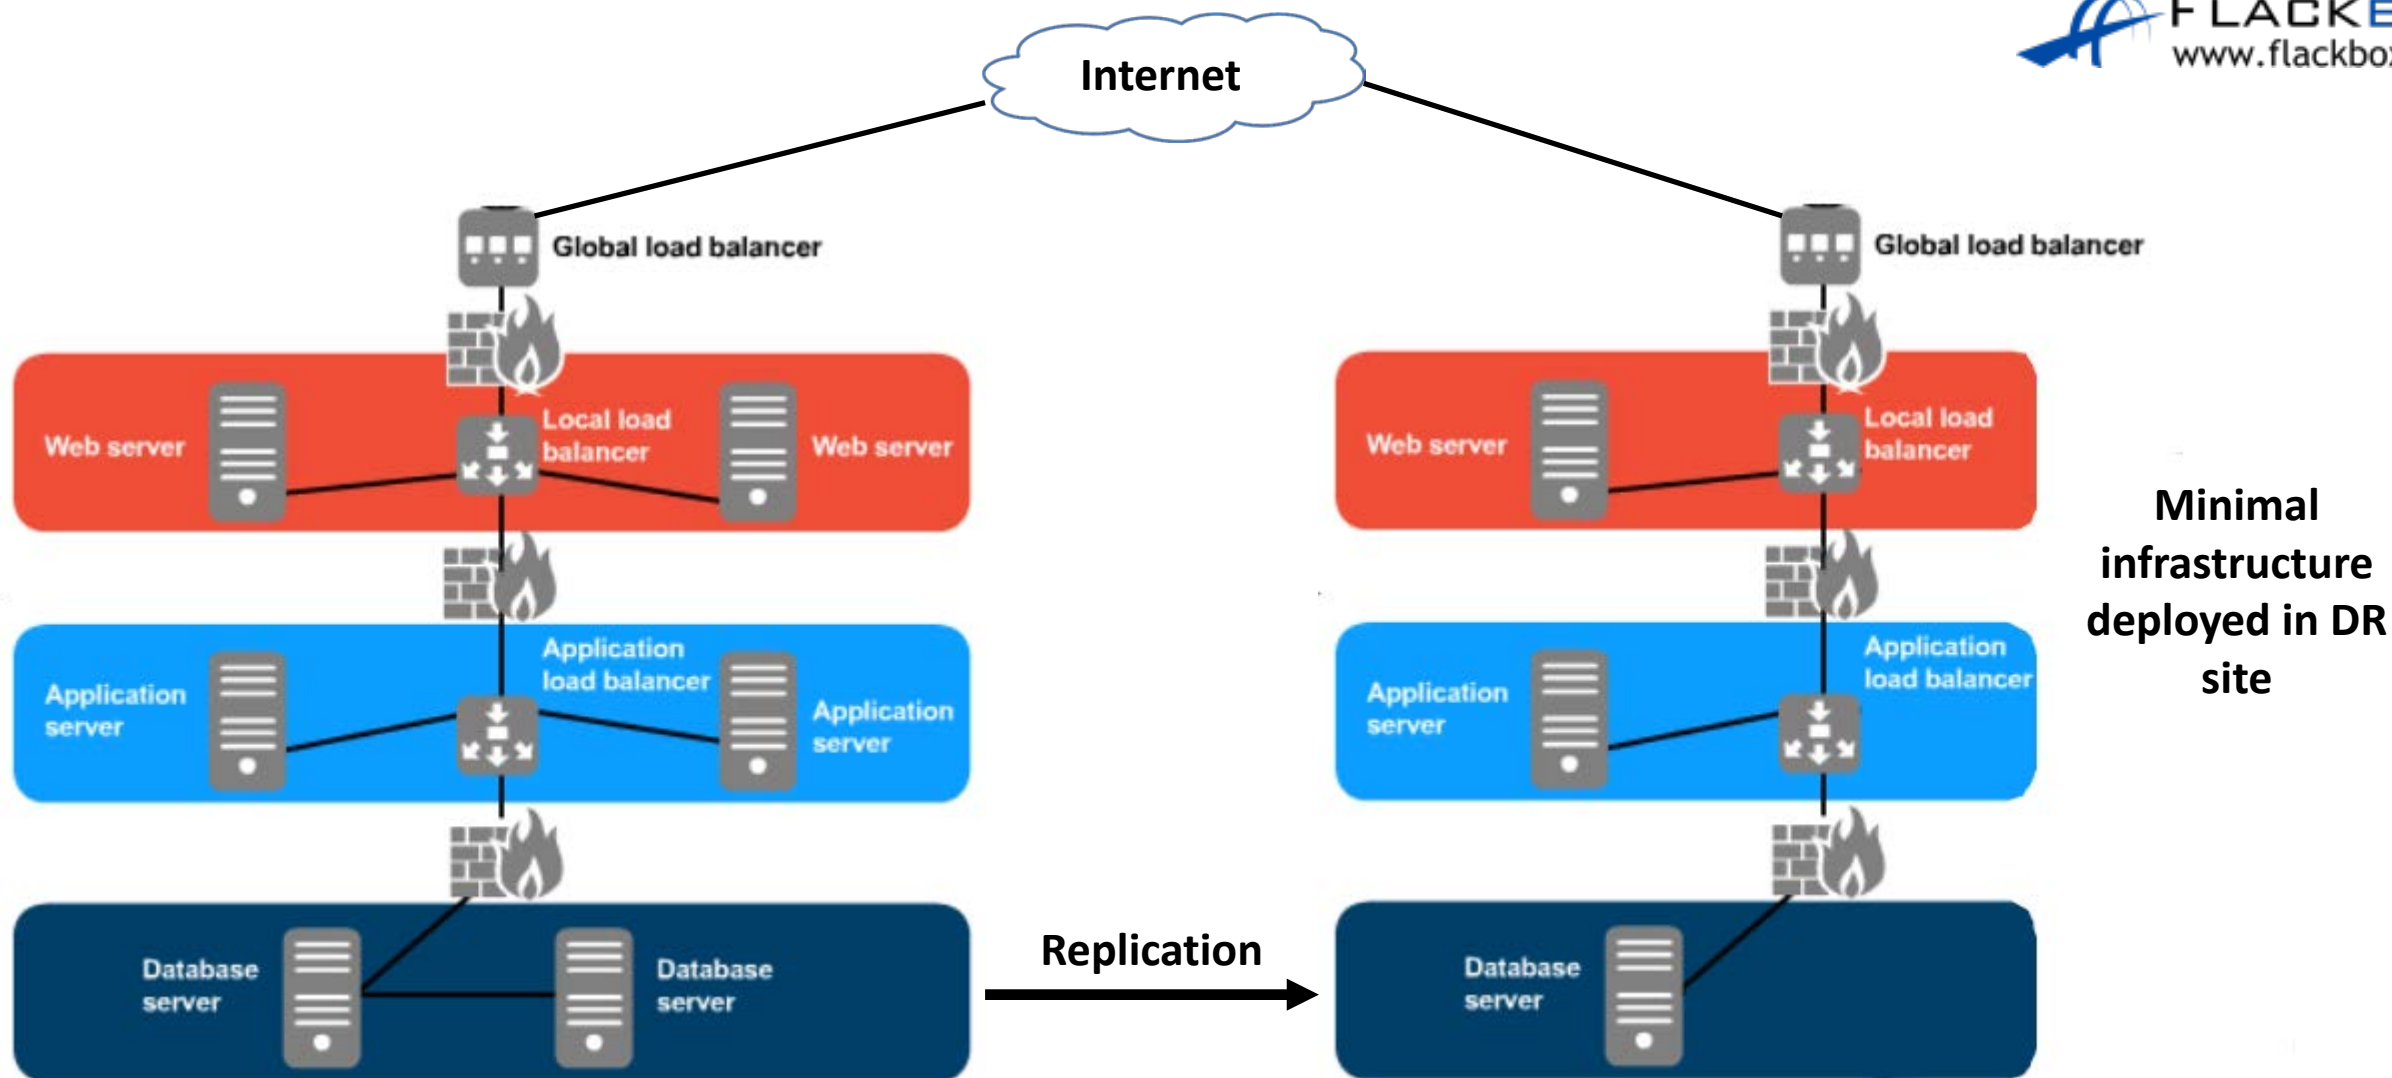 FLACKB
www.flackbox
Internet
Global load balancer
Global load balancer
Local load
balancer
Web server
Web server
Local load
balancer
Web server
Minimal
infrastructure
deployed in DR
site
Application
load balancer
Application
server
Application
server
Application
load balancer
Application
server
Replication
Database
server
Database
server
Database
server